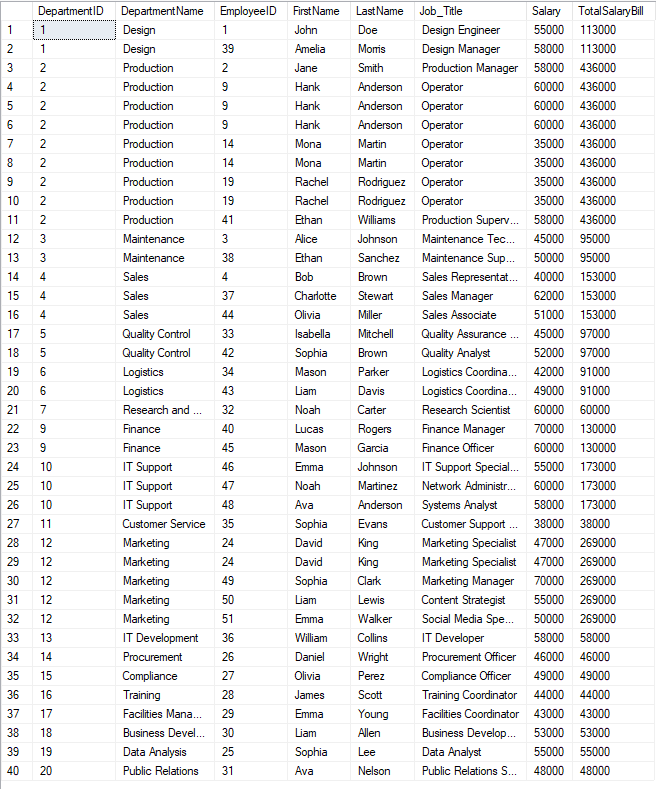 DepartmentID DepartmentName EmployeeID FirstName LastName Job_Title Salary TotalSalaryBill
1 1 Design 1 John Doe Design Engineer 55000 113000
2 1 Design 39 Amelia Morris Design Manager 58000 113000
3 2 Production 2 Jane Smith Production Manager 58000 436000
4 2 Production 9 Hank Anderson Operator 60000 436000
5 2 Production 9 Hank Anderson Operator 60000 436000
6 2 Production 9 Hank Anderson Operator 60000 436000
7 2 Production 14 Mona Martin Operator 35000 436000
8 2 Production 14 Mona Martin Operator 35000 436000
9 2 Production 19 Rachel Rodriguez Operator 35000 436000
10 2 Production 19 Rachel Rodriguez Operator 35000 436000
11 2 Production 41 Ethan Williams Production Superv... 58000 436000
12 3 Maintenance 3 Alice Johnson Maintenance Tec... 45000 95000
13 3 Maintenance 38 Ethan Sanchez Maintenance Sup... 50000 95000
14 4 Sales 4 Bob Brown Sales Representat... 40000 153000
15 4 Sales 37 Charlotte Stewart Sales Manager 62000 153000
16 4 Sales 44 Olivia Miller Sales Associate 51000 153000
17 5 Quality Control 33 Isabella Mitchell Quality Assurance ... 45000 97000
18 5 Quality Control 42 Sophia Brown Quality Analyst 52000 97000
19 6 Logistics 34 Mason Parker Logistics Coordina... 42000 91000
20 6 Logistics 43 Liam Davis Logistics Coordina... 49000 91000
21 7 Research and ... 32 Noah Carter Research Scientist 60000 60000
22 9 Finance 40 Lucas Rogers Finance Manager 70000 130000
23 9 Finance 45 Mason Garcia Finance Officer 60000 130000
24 10 IT Support 46 Emma Johnson IT Support Special... 55000 173000
25 10 IT Support 47 Noah Martinez Network Administr... 60000 173000
26 10 IT Support 48 Ava Anderson Systems Analyst 58000 173000
27 11 Customer Service 35 Sophia Evans Customer Support ... 38000 38000
28 12 Marketing 24 David King Marketing Specialist 47000 269000
29 12 Marketing 24 David King Marketing Specialist 47000 269000
30 12 Marketing 49 Sophia Clark Marketing Manager 70000 269000
31 12 Marketing 50 Liam Lewis Content Strategist 55000 269000
32 12 Marketing 51 Emma Walker Social Media Spe... 50000 269000
33 13 IT Development 36 William Collins IT Developer 58000 58000
34 14 Procurement 26 Daniel Wright Procurement Officer 46000 46000
35 15 Compliance 27 Olivia Perez Compliance Officer 49000 49000
36 16 Training 28 James Scott Training Coordinator 44000 44000
37 17 Facilities Mana... 29 Emma Young Facilities Coordinator 43000 43000
38 18 Business Devel... 30 Liam Allen Business Develop... 53000 53000
39 19 Data Analysis 25 Sophia Lee Data Analyst 55000 55000
40 20 Public Relations 31 Ava Nelson Public Relations S... 48000 48000